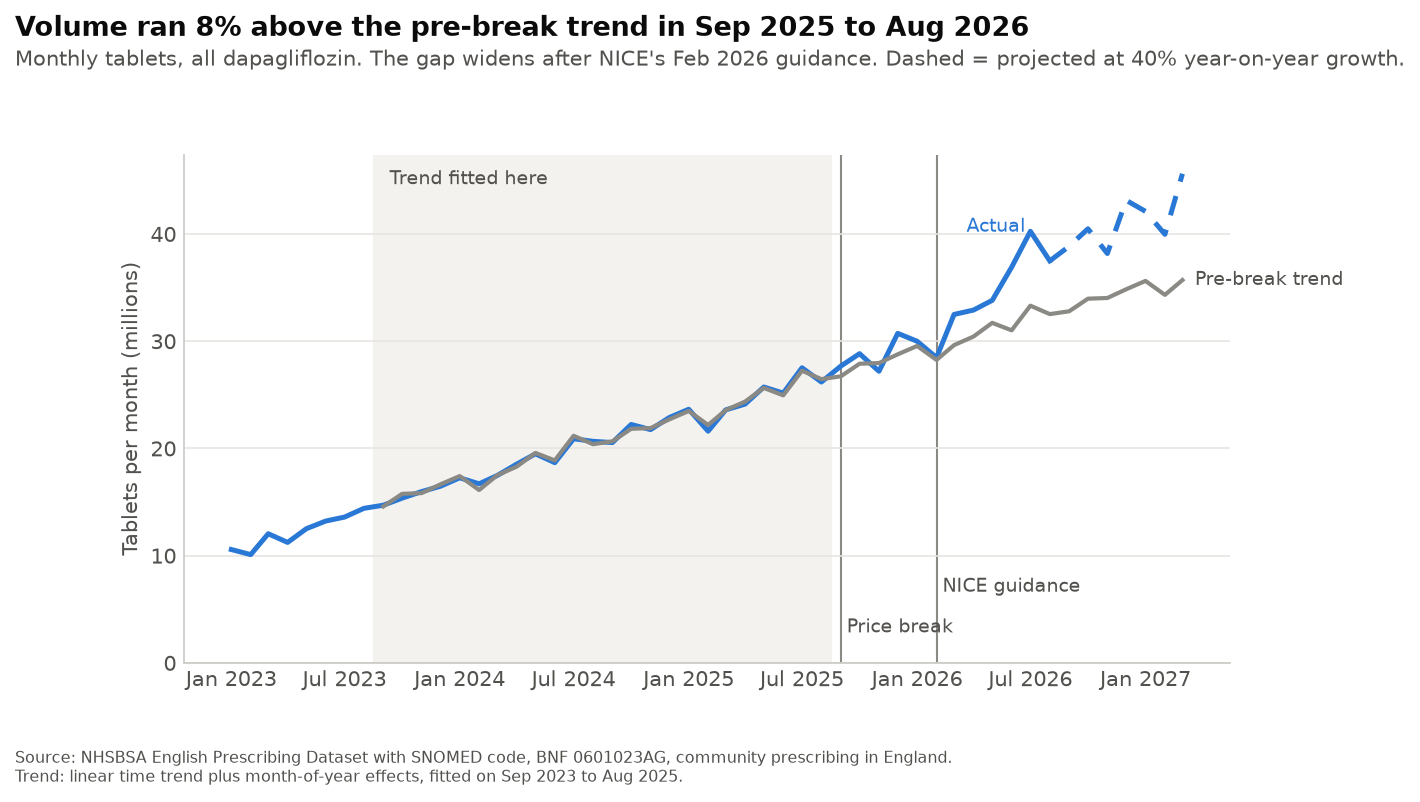 Volume ran 8% above the pre-break trend in Sep 2025 to Aug 2026
Monthly tablets, all dapagliflozin. The gap widens after NICE's Feb 2026 guidance. Dashed = projected at 40% year-on-year growth.
Trend fitted here
Actual
Pre-break trend
NICE guidance
Price break
Tablets per month (millions)
40
30
20
10
0
Jan 2023
Jul 2023
Jan 2024
Jul 2024
Jan 2025
Jul 2025
Jan 2026
Jul 2026
Jan 2027
Source: NHSBSA English Prescribing Dataset with SNOMED code, BNF 0601023AG, community prescribing in England.
Trend: linear time trend plus month-of-year effects, fitted on Sep 2023 to Aug 2025.